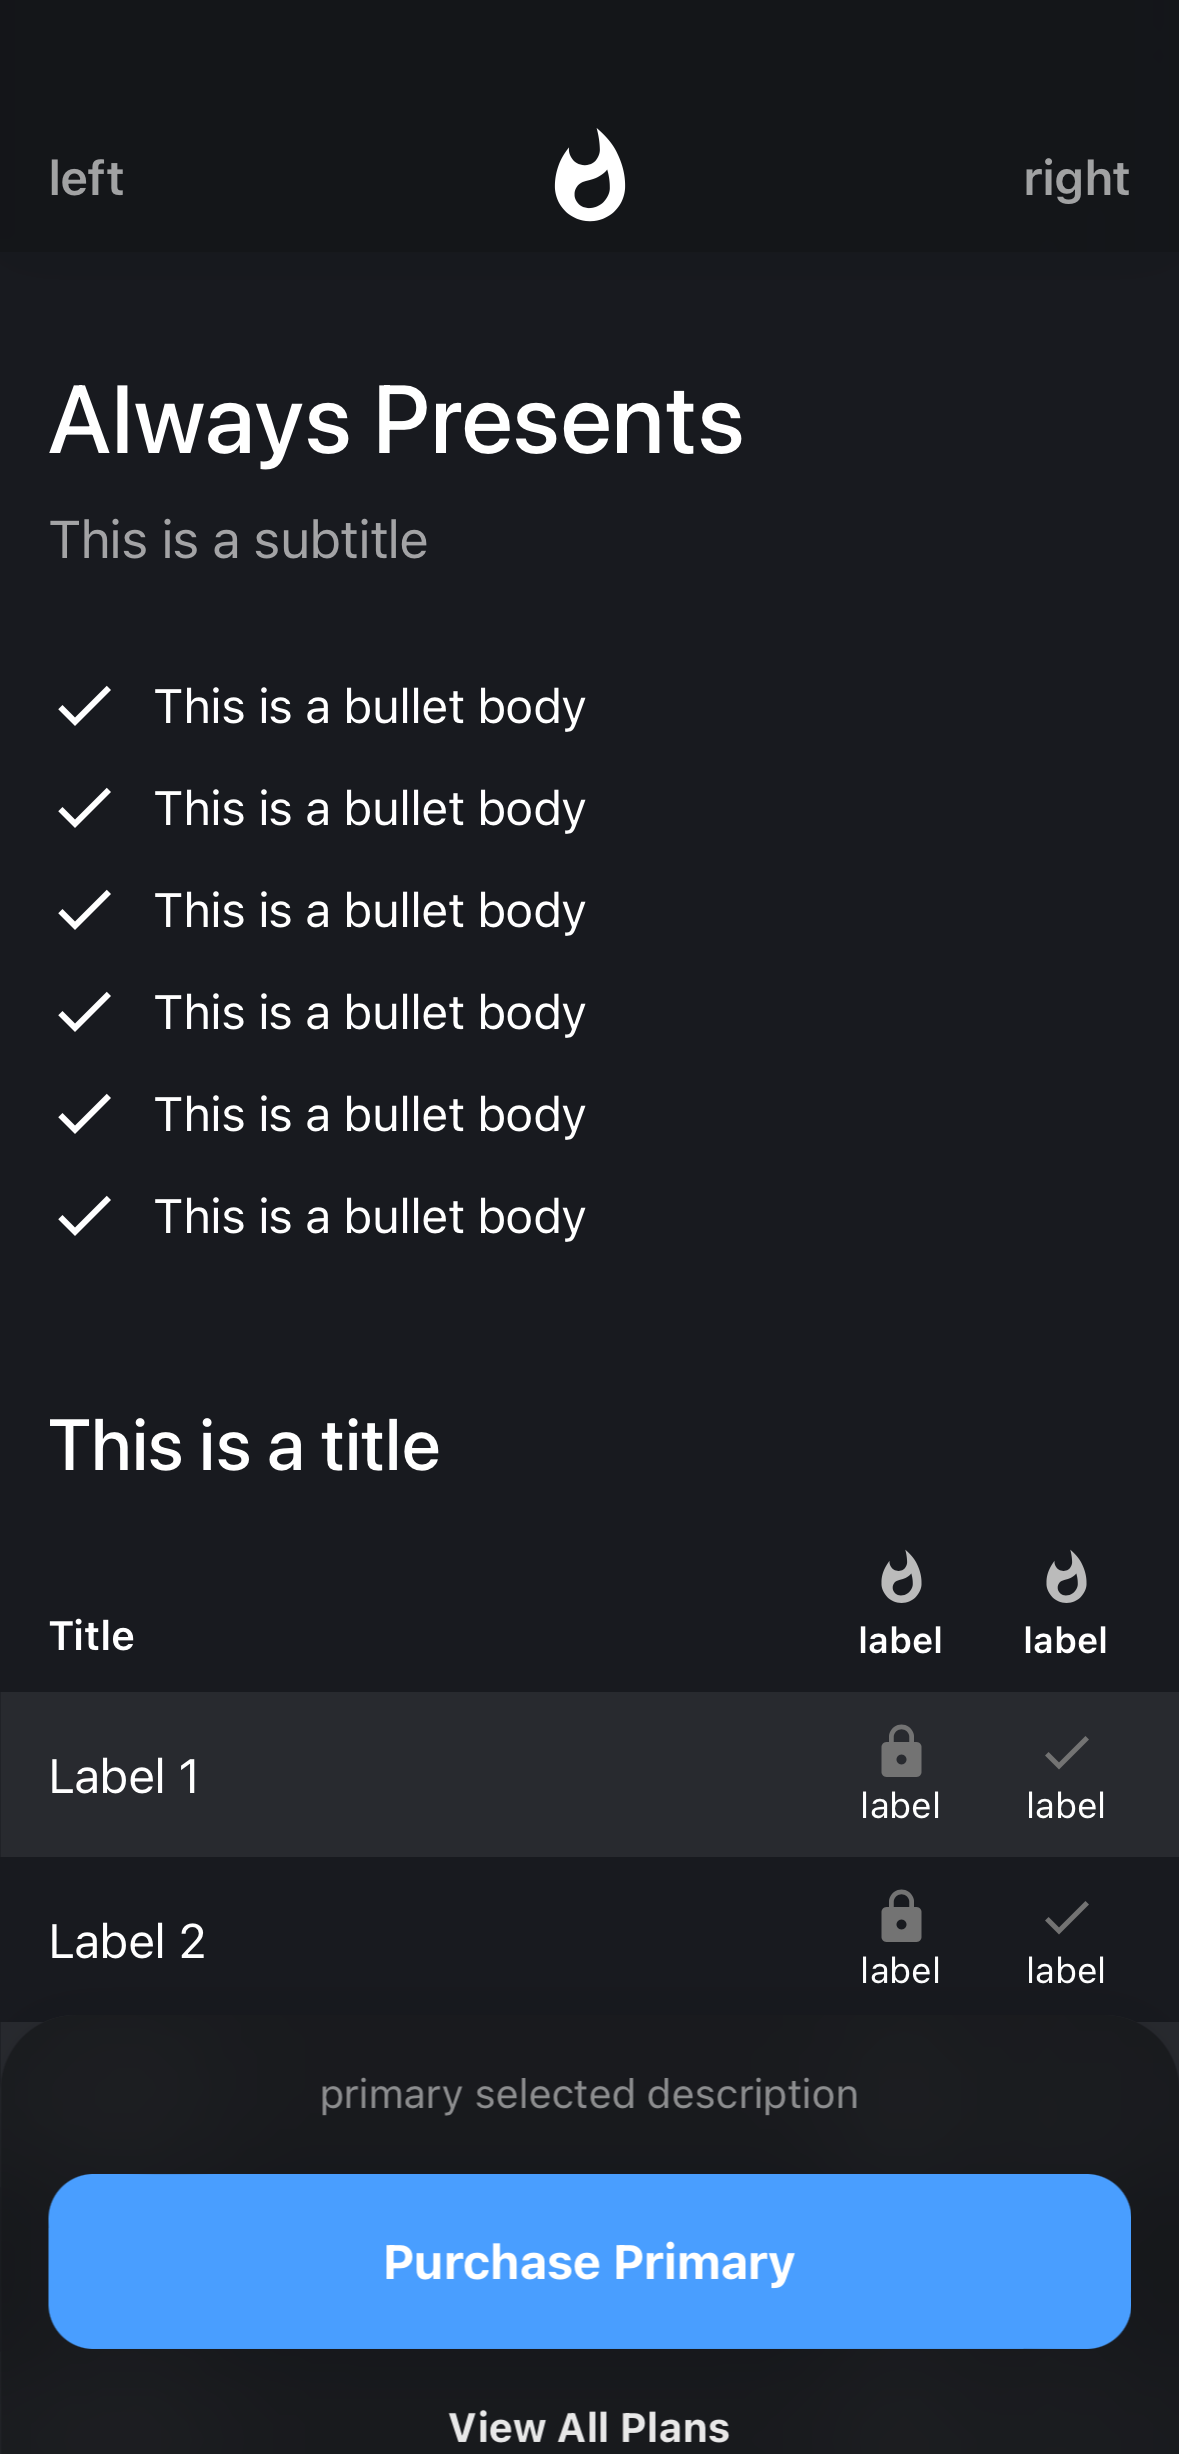 left
right
Always Presents
This is a subtitle
This is a bullet body
This is a bullet body
This is a bullet body
This is a bullet body
This is a bullet body
This is a bullet body
This is a title
Title
label
label
Label 1
label
label
Label 2
label
label
primary selected description
Purchase Primary
View All Plans